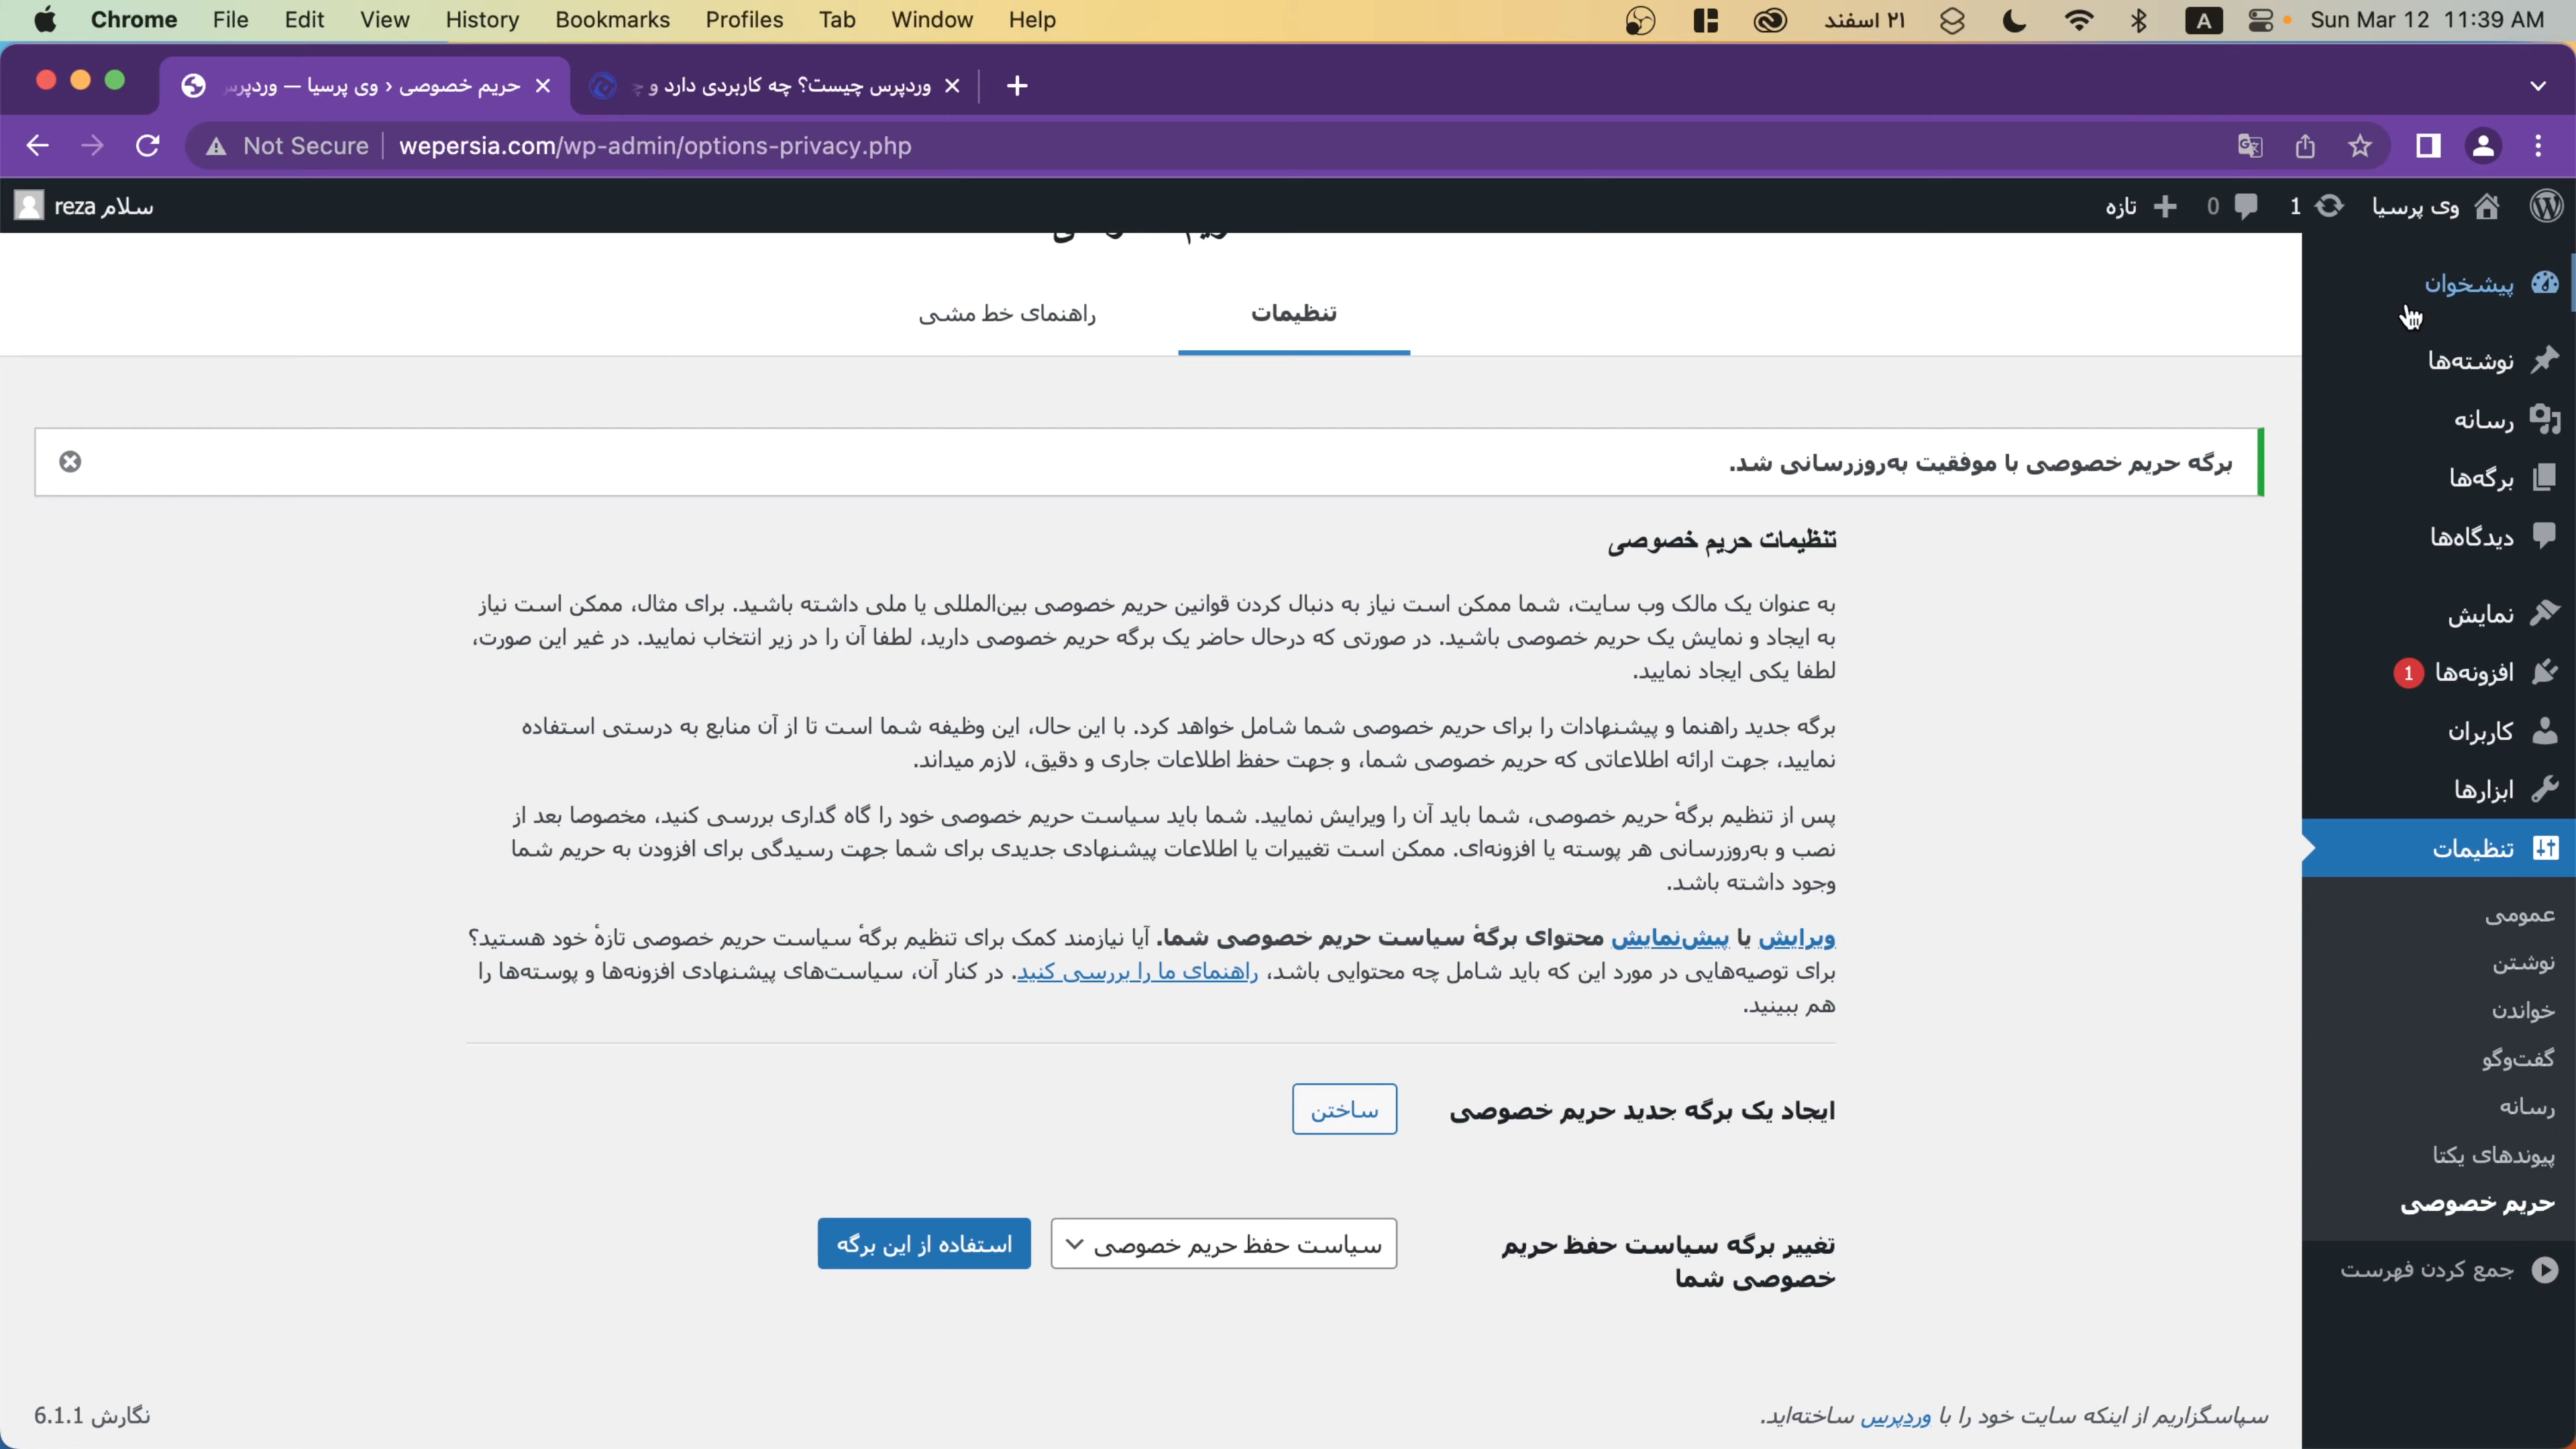 Chrome File Edit View History Bookmarks Profiles Tab Window Help
۲۱ اسفند
A
Sun Mar 12 11:39 AM
حریم خصوصی ‹ وی پرسیا — وردپرس
وردپرس چیست؟ چه کاربردی دارد و چ
Not Secure
wepersia.com/wp-admin/options-privacy.php
وی پرسیا
1
0
تازه
سلام reza
تنظیمات
راهنمای خط مشی
برگه حریم خصوصی با موفقیت به‌روزرسانی شد.
تنظیمات حریم خصوصی
به عنوان یک مالک وب سایت، شما ممکن است نیاز به دنبال کردن قوانین حریم خصوصی بین‌المللی یا ملی داشته باشید. برای مثال، ممکن است نیاز
به ایجاد و نمایش یک حریم خصوصی باشید. در صورتی که درحال حاضر یک برگه حریم خصوصی دارید، لطفا آن را در زیر انتخاب نمایید. در غیر این صورت،
لطفا یکی ایجاد نمایید.
برگه جدید راهنما و پیشنهادات را برای حریم خصوصی شما شامل خواهد کرد. با این حال، این وظیفه شما است تا از آن منابع به درستی استفاده
نمایید، جهت ارائه اطلاعاتی که حریم خصوصی شما، و جهت حفظ اطلاعات جاری و دقیق، لازم میداند.
پس از تنظیم برگهٔ حریم خصوصی، شما باید آن را ویرایش نمایید. شما باید سیاست حریم خصوصی خود را گاه گداری بررسی کنید، مخصوصا بعد از
نصب و به‌روزرسانی هر پوسته یا افزونه‌ای. ممکن است تغییرات یا اطلاعات پیشنهادی جدیدی برای شما جهت رسیدگی برای افزودن به حریم شما
وجود داشته باشد.
ویرایش یا پیش‌نمایش محتوای برگهٔ سیاست حریم خصوصی شما. آیا نیازمند کمک برای تنظیم برگهٔ سیاست حریم خصوصی تازهٔ خود هستید؟
برای توصیه‌هایی در مورد این که باید شامل چه محتوایی باشد، راهنمای ما را بررسی کنید. در کنار آن، سیاست‌های پیشنهادی افزونه‌ها و پوسته‌ها را
هم ببینید.
ایجاد یک برگه جدید حریم خصوصی
ساختن
تغییر برگه سیاست حفظ حریم
خصوصی شما
سیاست حفظ حریم خصوصی
استفاده از این برگه
سپاسگزاریم از اینکه سایت خود را با وردپرس ساخته‌اید.
نگارش 6.1.1
پیشخوان
نوشته‌ها
رسانه
برگه‌ها
دیدگاه‌ها
نمایش
افزونه‌ها 1
کاربران
ابزارها
تنظیمات
عمومی
نوشتن
خواندن
گفت‌وگو
رسانه
پیوندهای یکتا
حریم خصوصی
جمع کردن فهرست